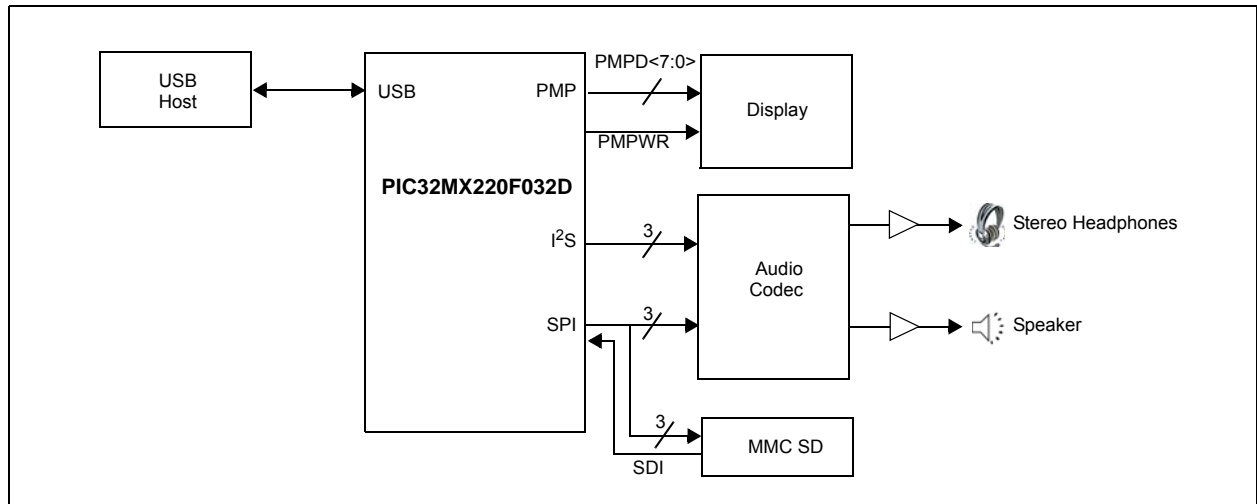 USB
Host
USB
PMP
PMPD<7:0>
PMPWR
Display
PIC32MX220F032D
I²S
3
Audio
Codec
Stereo Headphones
SPI
3
Speaker
3
SDI
MMC SD